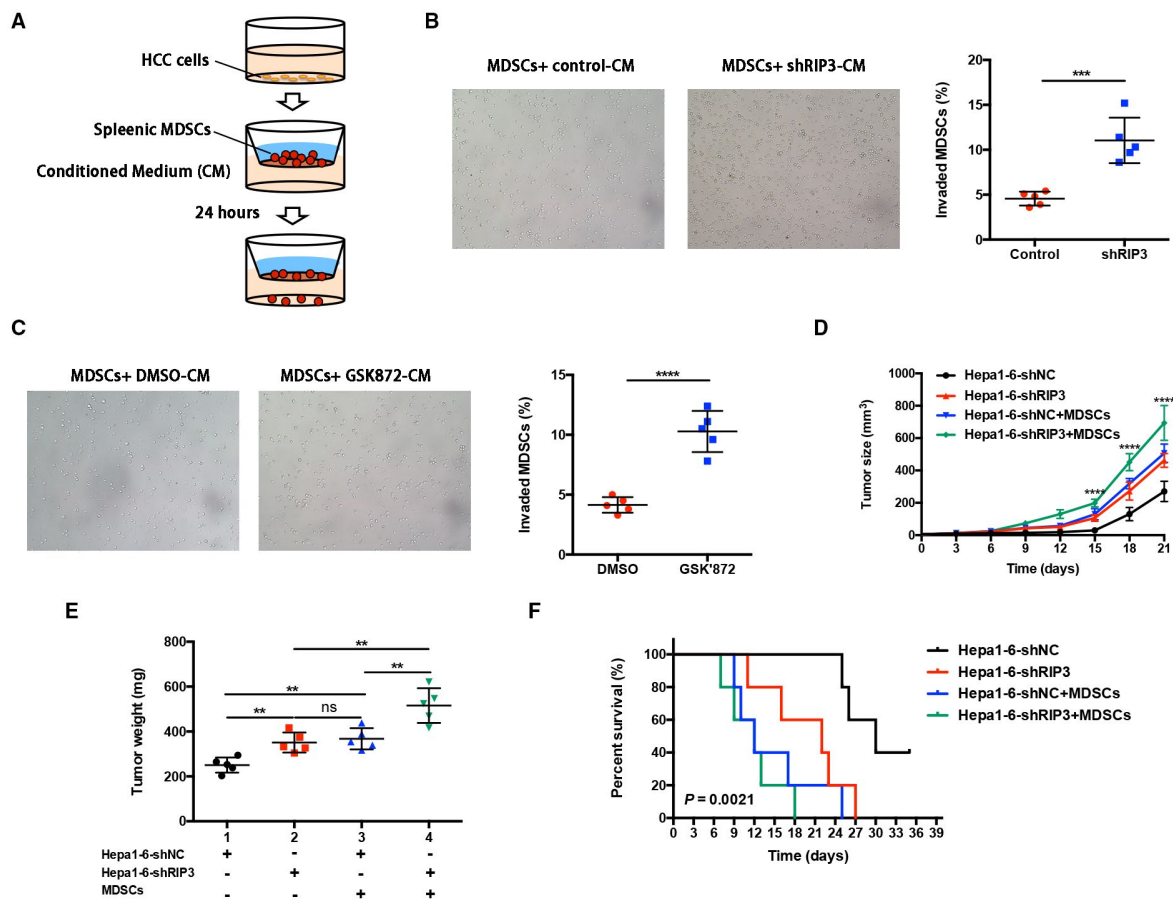 A
HCC cells
Spleenic MDSCs
Conditioned Medium (CM)
24 hours
B
MDSCs+ control-CM
MDSCs+ shRIP3-CM
Invaded MDSCs (%)
20
15
10
5
0
***
Control
shRIP3
C
MDSCs+ DMSO-CM
MDSCs+ GSK872-CM
Invaded MDSCs (%)
15
10
5
0
****
DMSO
GSK'872
D
Hepa1-6-shNC
Hepa1-6-shRIP3
Hepa1-6-shNC+MDSCs
Hepa1-6-shRIP3+MDSCs
Tumor size (mm³)
1000
800
600
400
200
0
****
****
****
0 3 6 9 12 15 18 21
Time (days)
E
Tumor weight (mg)
800
600
400
200
0
**
**
**
**
ns
1 2 3 4
Hepa1-6-shNC + - + -
Hepa1-6-shRIP3 - + - +
MDSCs - - + +
F
Percent survival (%)
100
80
60
40
20
0
P = 0.0021
0 3 6 9 12 15 18 21 24 27 30 33 36 39
Time (days)
Hepa1-6-shNC
Hepa1-6-shRIP3
Hepa1-6-shNC+MDSCs
Hepa1-6-shRIP3+MDSCs